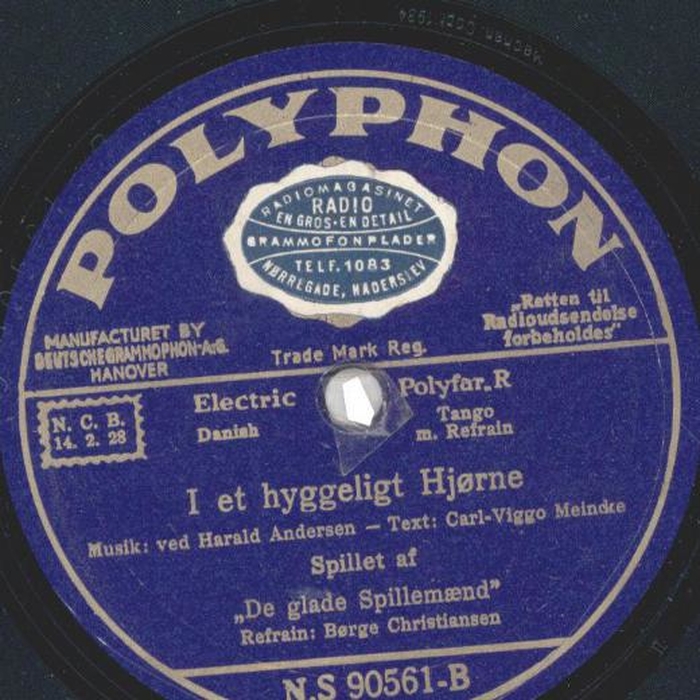 POLYPHON
RADIOMAGASINET
RADIO
EN GROS·EN DETAIL
GRAMMOFONPLADER
TELF. 1083
NØRREGADE, HADERSLEV
MANUFACTURET BY
DEUTSCHE GRAMMOPHON-A.G.
HANOVER
Trade Mark Reg.
„Retten til
Radioudsendelse
forbeholdes"
N. C. B.
14. 2. 28
Electric
Danish
Polyfar. R
Tango
m. Refrain
I et hyggeligt Hjørne
Musik: ved Harald Andersen — Text: Carl-Viggo Meincke
Spillet af
„De glade Spillemænd"
Refrain: Børge Christiansen
N.S 90561-B